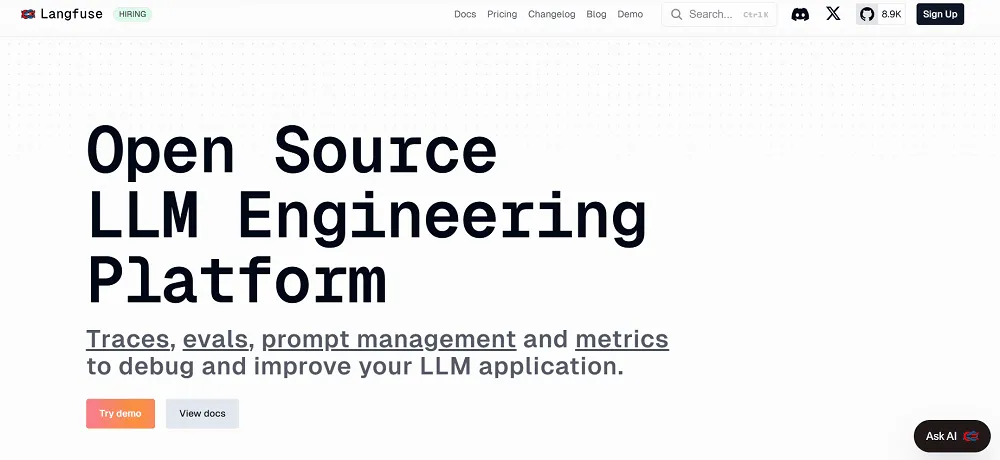 Langfuse HIRING Docs Pricing Changelog Blog Demo Search... Ctrl K 8.9K Sign Up
Open Source
LLM Engineering
Platform
Traces, evals, prompt management and metrics
to debug and improve your LLM application.
Try demo View docs
Ask AI